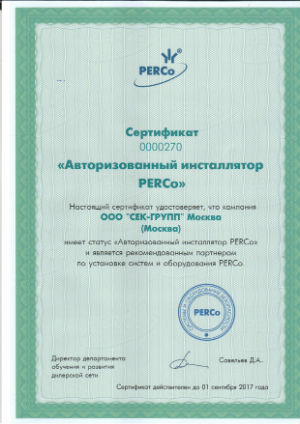 PERCo
Сертификат
0000270
«Авторизованный инсталлятор
PERCo»
Настоящий сертификат удостоверяет, что компания
ООО "СЕК-ГРУПП" Москва
(Москва)
имеет статус «Авторизованный инсталлятор PERCo»
и является рекомендованным партнером
по установке систем и оборудования PERCo.
PERCo
Директор департамента
обучения и развития
дилерской сети
Савельев Д.А.
Сертификат действителен до 01 сентября 2017 года